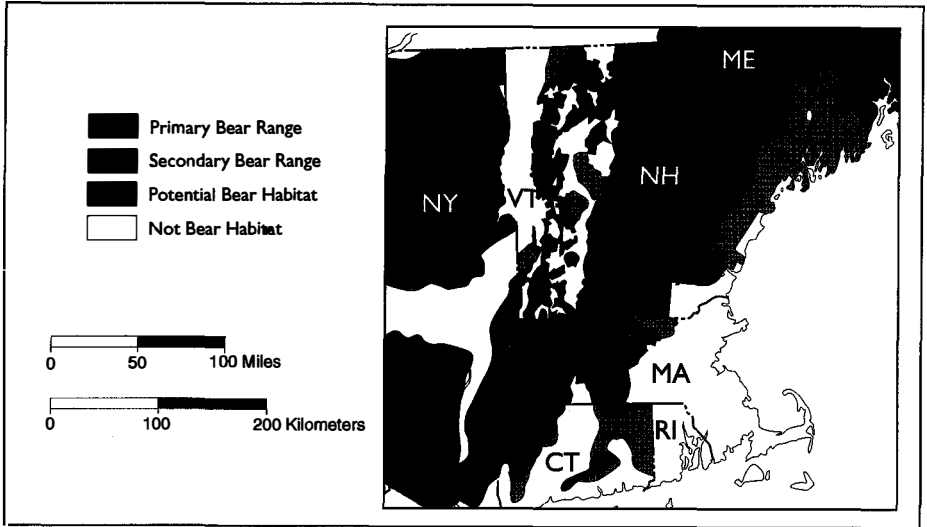 Primary Bear Range
Secondary Bear Range
Potential Bear Habitat
Not Bear Habitat
0 50 100 Miles
0 100 200 Kilometers
ME
NH
VT
NY
MA
CT
RI